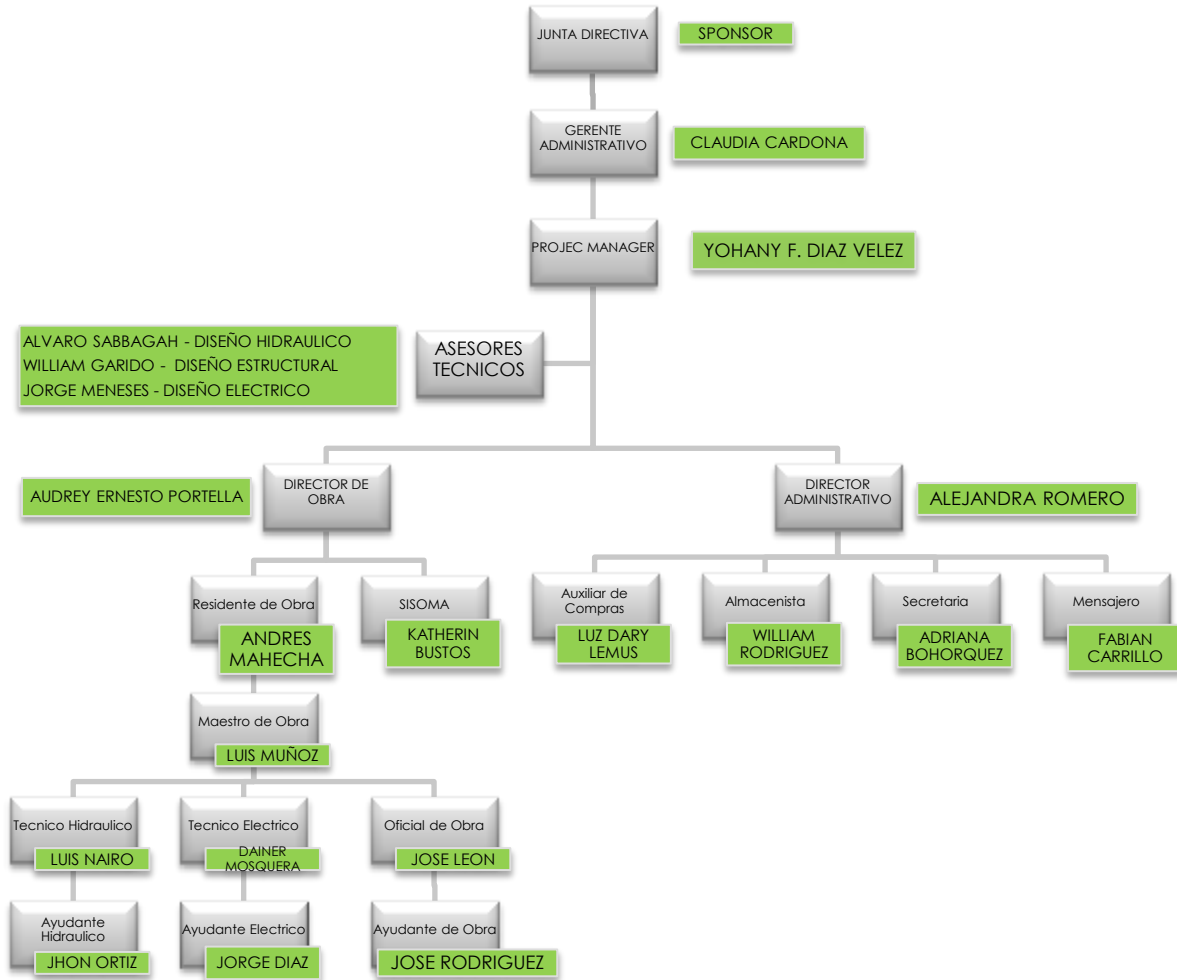 JUNTA DIRECTIVA
SPONSOR
GERENTE
ADMINISTRATIVO
CLAUDIA CARDONA
PROJEC MANAGER
YOHANY F. DIAZ VELEZ
ALVARO SABBAGAH - DISEÑO HIDRAULICO
WILLIAM GARIDO - DISEÑO ESTRUCTURAL
JORGE MENESES - DISEÑO ELECTRICO
ASESORES
TECNICOS
AUDREY ERNESTO PORTELLA
DIRECTOR DE
OBRA
DIRECTOR
ADMINISTRATIVO
ALEJANDRA ROMERO
Residente de Obra
ANDRES
MAHECHA
SISOMA
KATHERIN
BUSTOS
Auxiliar de
Compras
LUZ DARY
LEMUS
Almacenista
WILLIAM
RODRIGUEZ
Secretaria
ADRIANA
BOHORQUEZ
Mensajero
FABIAN
CARRILLO
Maestro de Obra
LUIS MUÑOZ
Tecnico Hidraulico
LUIS NAIRO
Tecnico Electrico
DAINER
MOSQUERA
Oficial de Obra
JOSE LEON
Ayudante
Hidraulico
JHON ORTIZ
Ayudante Electrico
JORGE DIAZ
Ayudante de Obra
JOSE RODRIGUEZ